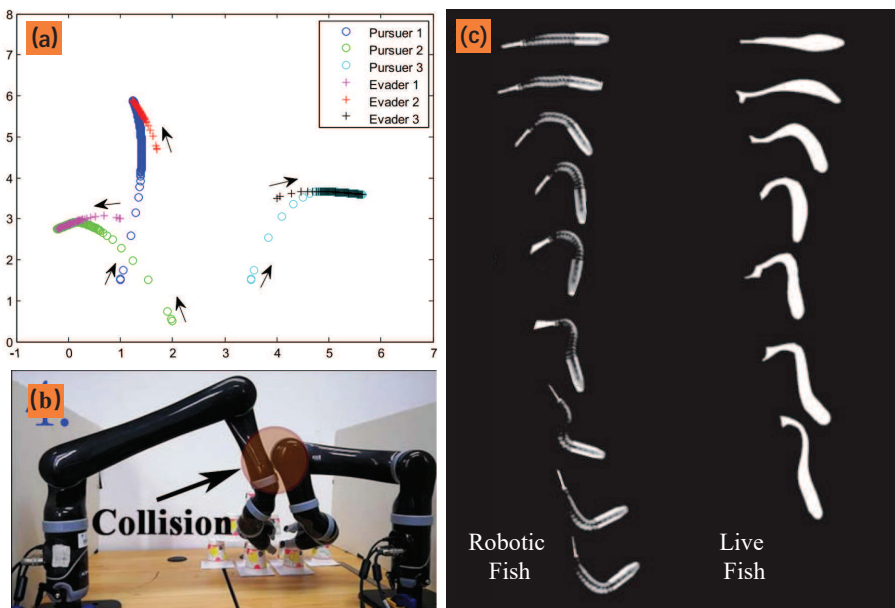 (a)
8
7
6
5
4
3
2
1
0
-1
0
1
2
3
4
5
6
7
Pursuer 1
Pursuer 2
Pursuer 3
Evader 1
Evader 2
Evader 3
(b)
4.
Collision
(c)
Robotic
Fish
Live
Fish